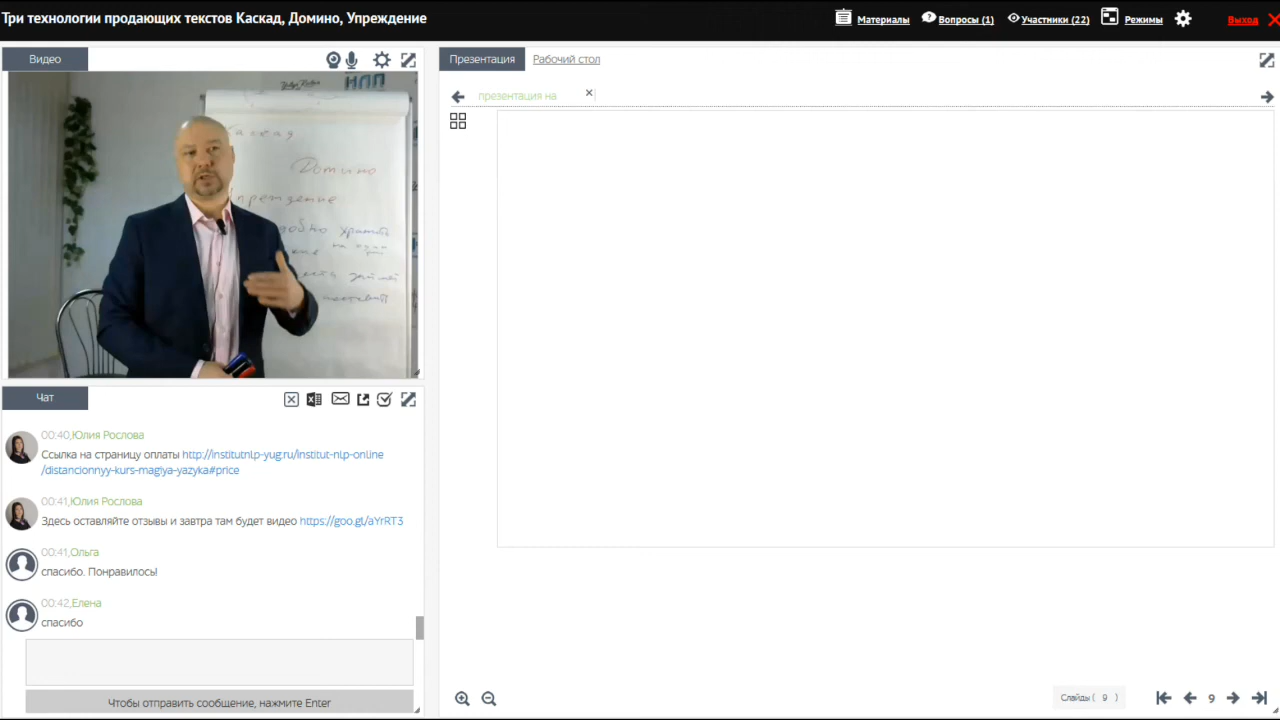 Три технологии продающих текстов Каскад, Домино, Упреждение
Материалы
Вопросы (1)
Участники (22)
Режимы
Выход
Видео
Каскад
Домино
Упреждение
Чат
00:40,Юлия Рослова
Ссылка на страницу оплаты http://institutnlp-yug.ru/institut-nlp-online
/distancionnyy-kurs-magiya-yazyka#price
00:41,Юлия Рослова
Здесь оставляйте отзывы и завтра там будет видео https://goo.gl/aYrRT3
00:41,Ольга
спасибо. Понравилось!
00:42,Елена
спасибо
Чтобы отправить сообщение, нажмите Enter
Презентация
Рабочий стол
презентация на
Слайды ( 9 )
9